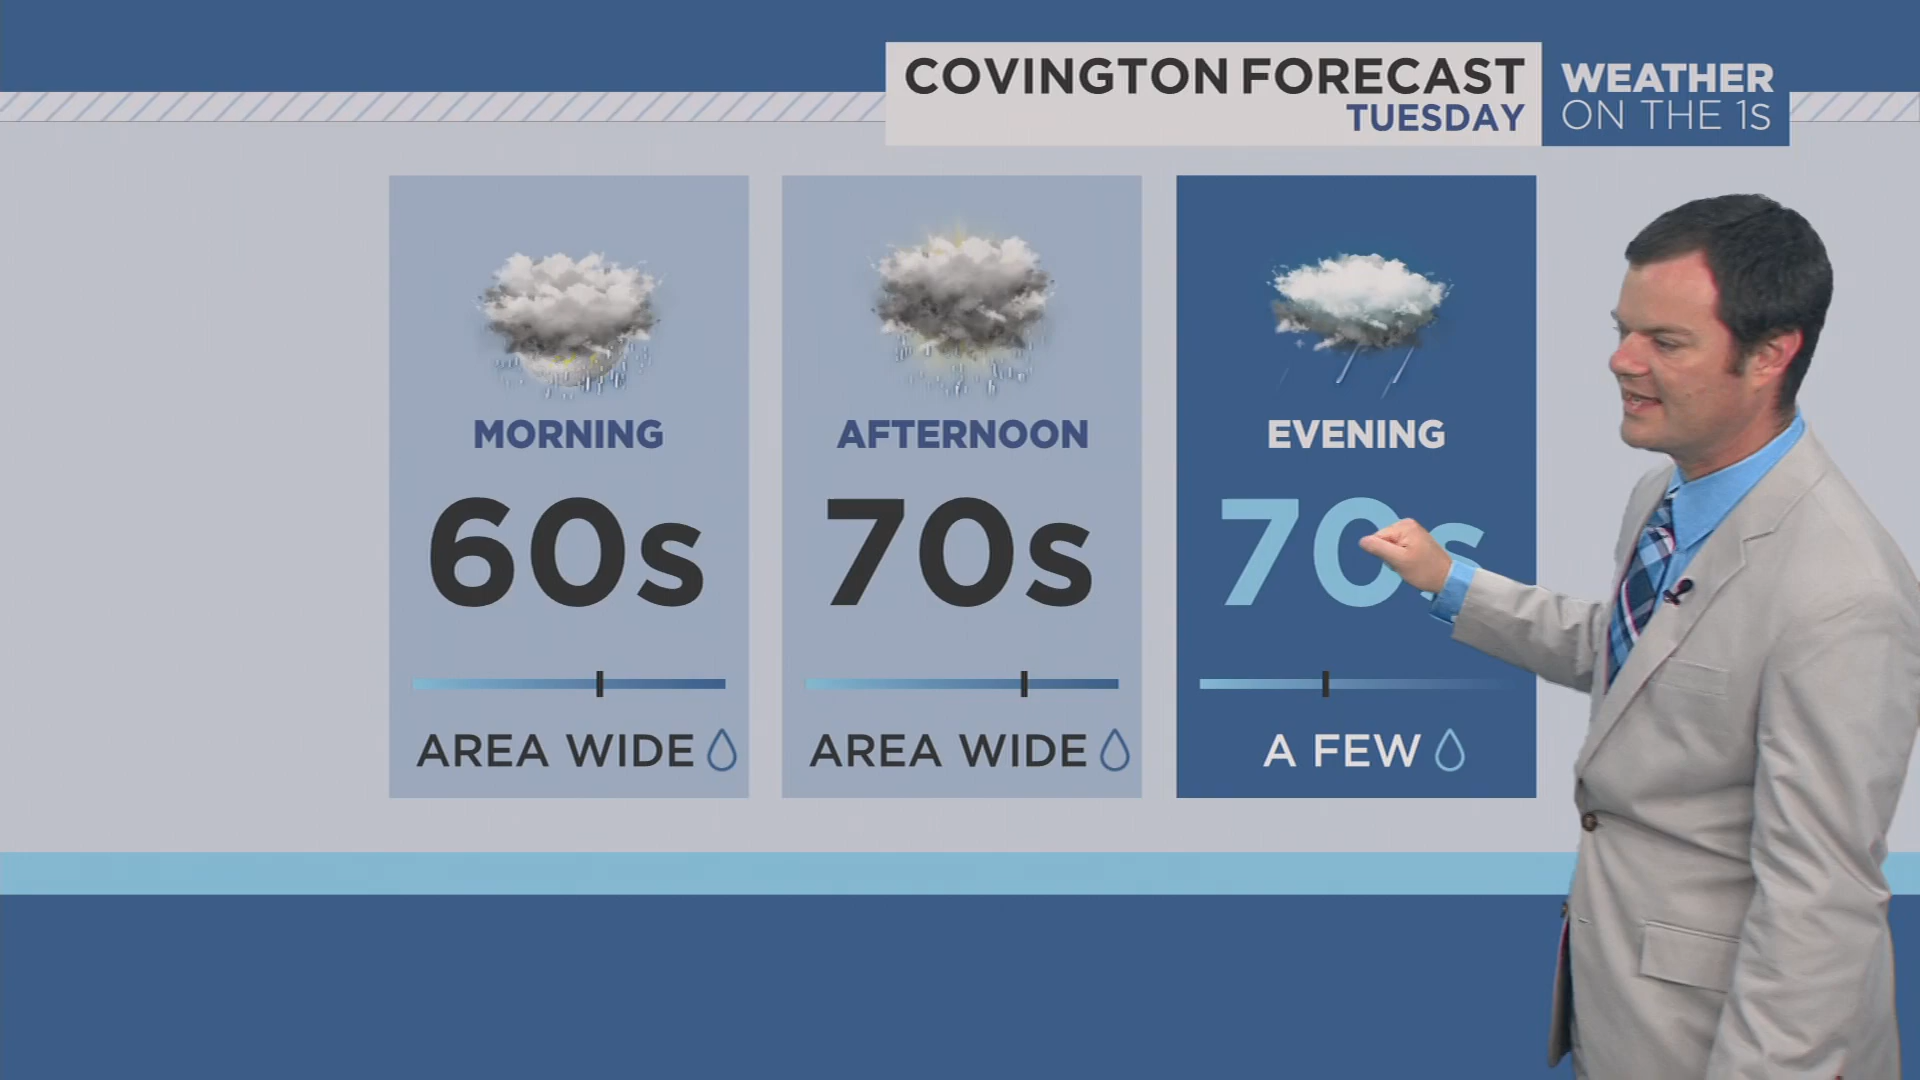 COVINGTON FORECAST
TUESDAY
WEATHER
ON THE 1s
MORNING
60s
AREA WIDE
AFTERNOON
70s
AREA WIDE
EVENING
70s
A FEW